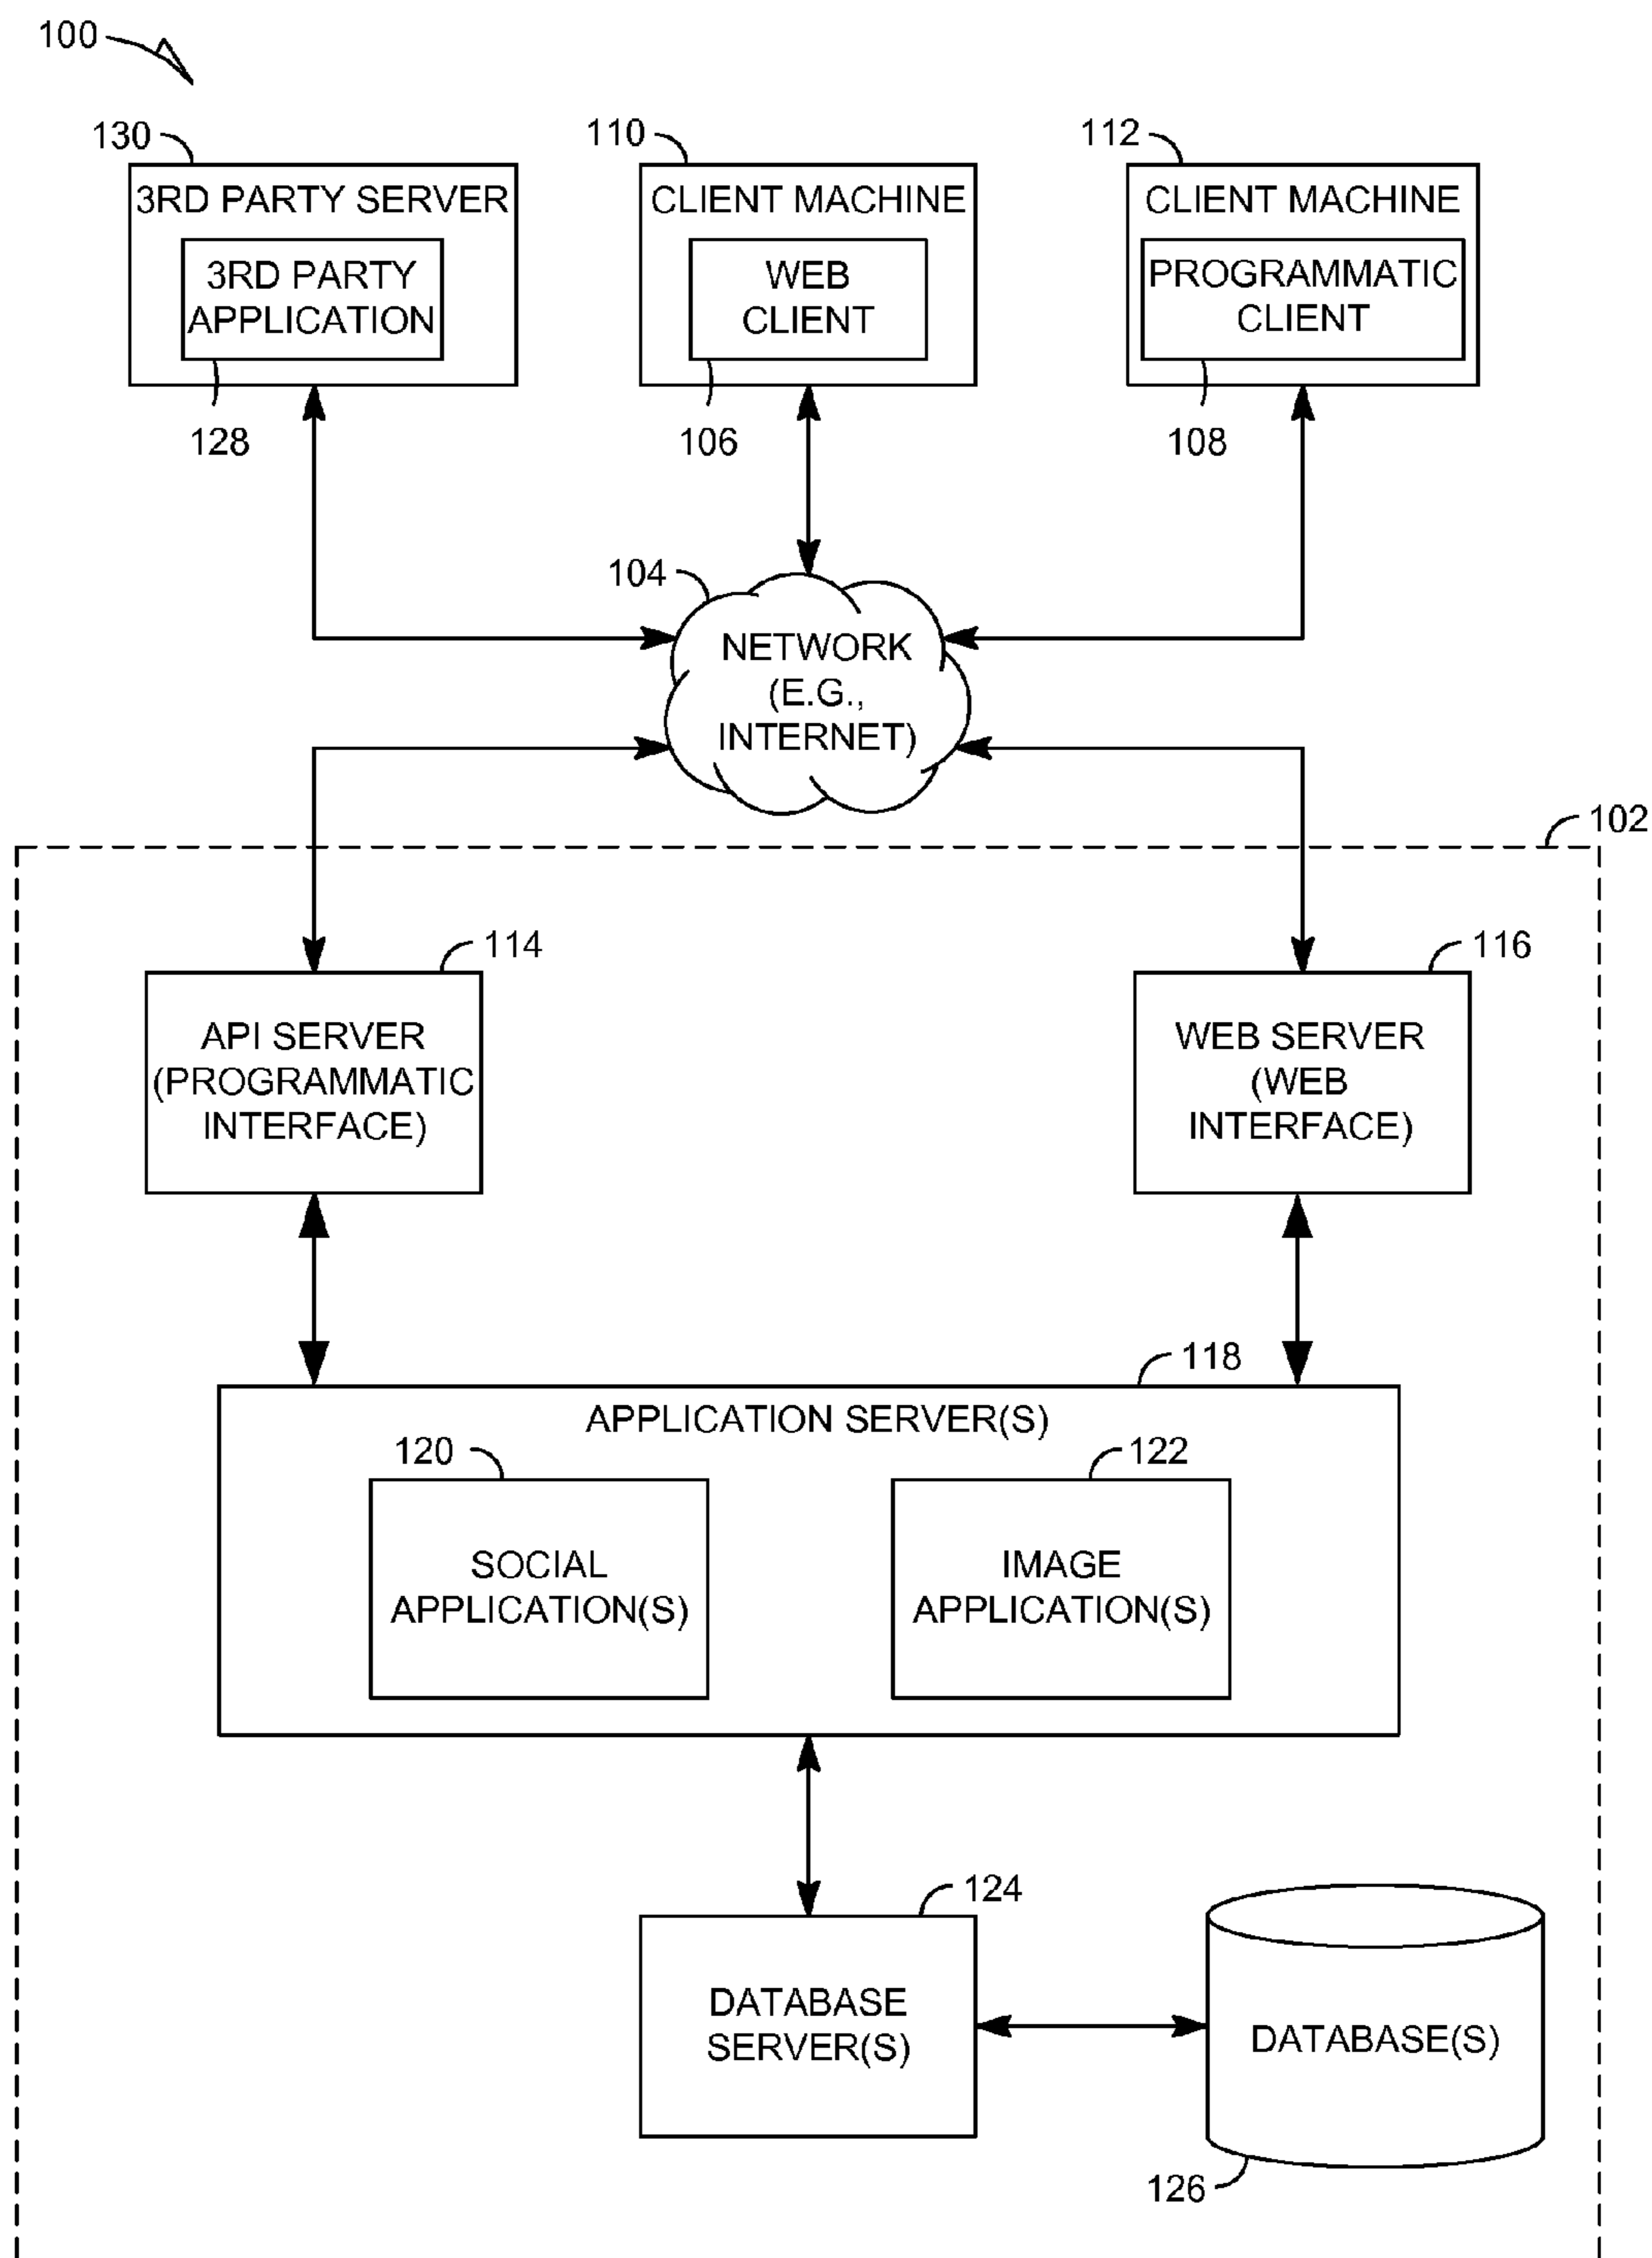 100
130
110
112
3RD PARTY SERVER
3RD PARTY
APPLICATION
128
CLIENT MACHINE
WEB
CLIENT
106
CLIENT MACHINE
PROGRAMMATIC
CLIENT
108
104
NETWORK
(E.G.,
INTERNET)
102
114
API SERVER
(PROGRAMMATIC
INTERFACE)
116
WEB SERVER
(WEB
INTERFACE)
118
APPLICATION SERVER(S)
120
SOCIAL
APPLICATION(S)
122
IMAGE
APPLICATION(S)
124
DATABASE
SERVER(S)
DATABASE(S)
126